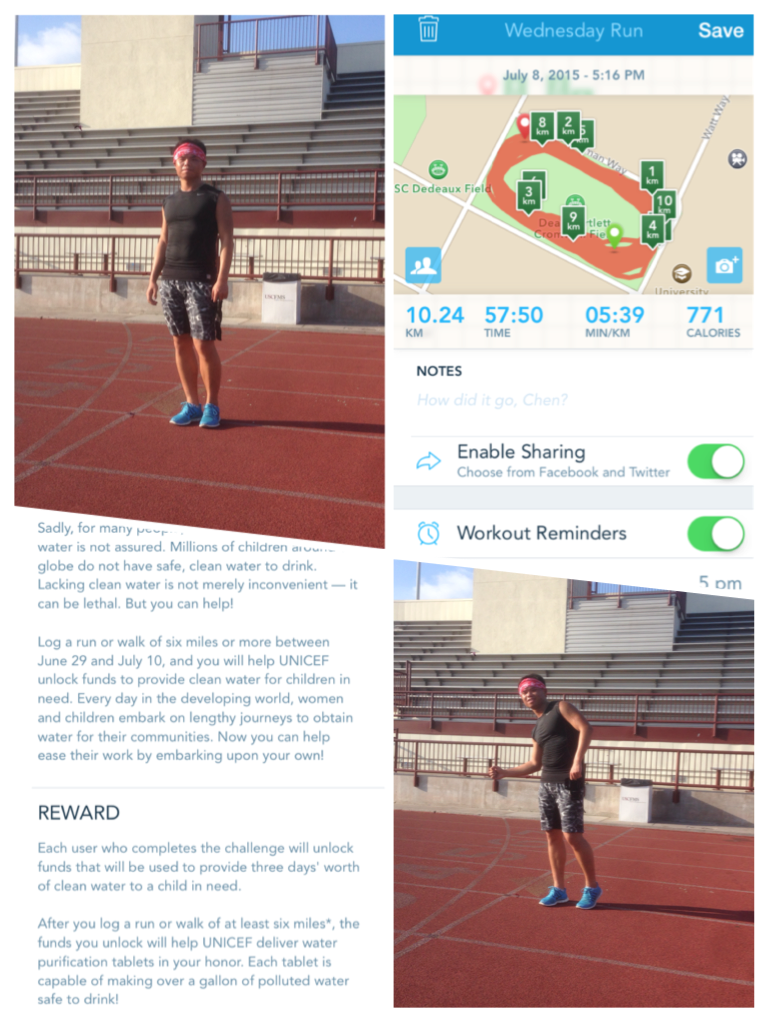 Wednesday Run
Save
July 8, 2015 - 5:16 PM
8 km
2 km
5
Watt Way
1 km
SC Dedeaux Field
3 km
10 km
9 km
4 km
University
10.24
57:50
05:39
771
KM
TIME
MIN/KM
CALORIES
NOTES
How did it go, Chen?
Enable Sharing
Choose from Facebook and Twitter
Workout Reminders
5 pm
Sadly, for many
water is not assured. Millions of children around
globe do not have safe, clean water to drink.
Lacking clean water is not merely inconvenient — it
can be lethal. But you can help!
Log a run or walk of six miles or more between
June 29 and July 10, and you will help UNICEF
unlock funds to provide clean water for children in
need. Every day in the developing world, women
and children embark on lengthy journeys to obtain
water for their communities. Now you can help
ease their work by embarking upon your own!
REWARD
Each user who completes the challenge will unlock
funds that will be used to provide three days' worth
of clean water to a child in need.
After you log a run or walk of at least six miles*, the
funds you unlock will help UNICEF deliver water
purification tablets in your honor. Each tablet is
capable of making over a gallon of polluted water
safe to drink!